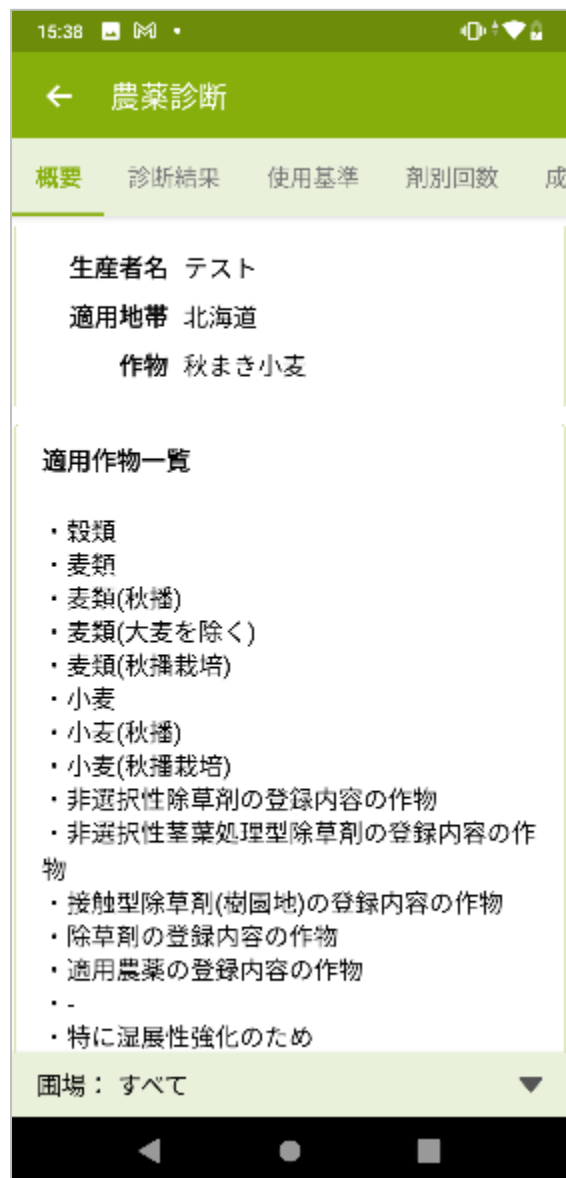 15:38
農薬診断
概要 診断結果 使用基準 剤別回数 成
生産者名 テスト
適用地帯 北海道
作物 秋まき小麦
適用作物一覧
・穀類
・麦類
・麦類(秋播)
・麦類(大麦を除く)
・麦類(秋播栽培)
・小麦
・小麦(秋播)
・小麦(秋播栽培)
・非選択性除草剤の登録内容の作物
・非選択性茎葉処理型除草剤の登録内容の作
物
・接触型除草剤(樹園地)の登録内容の作物
・除草剤の登録内容の作物
・適用農薬の登録内容の作物
・-
・特に湿展性強化のため
圃場： すべて